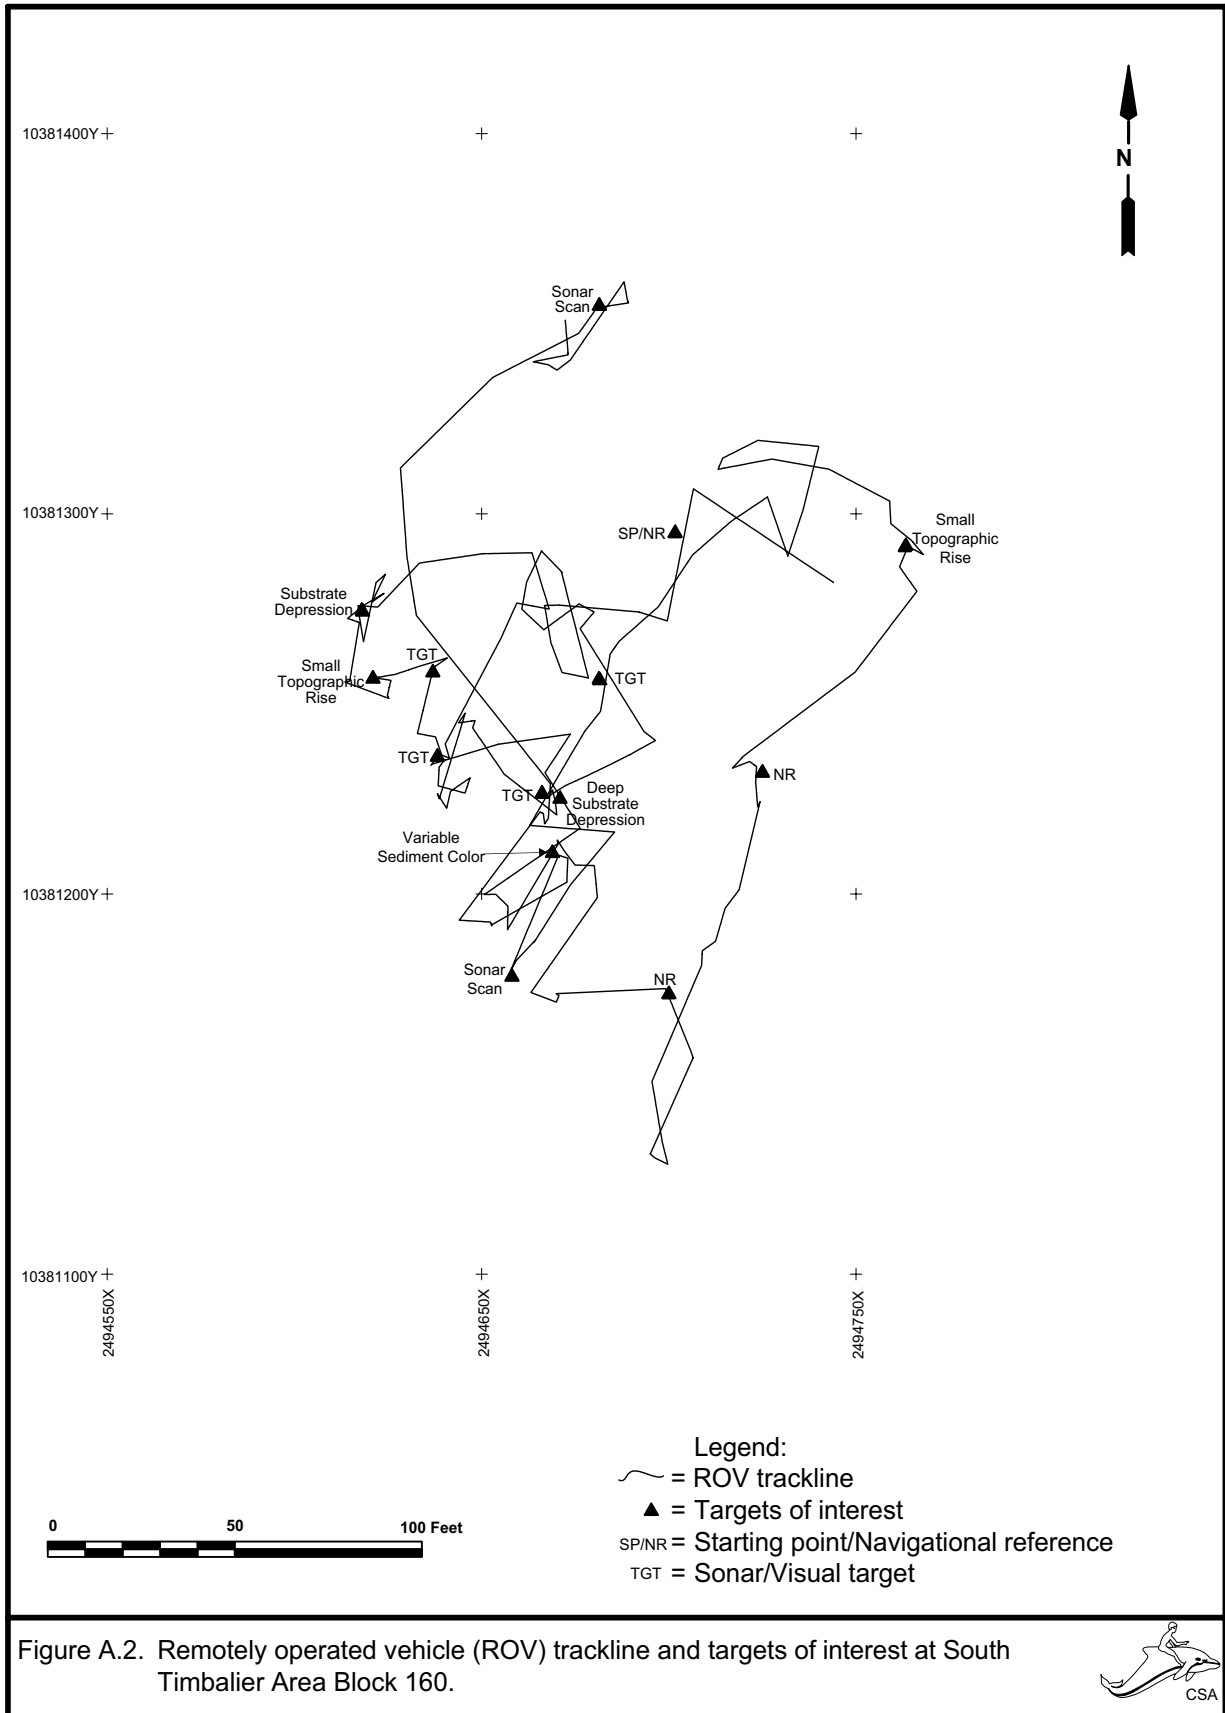 10381400Y
N
Sonar
Scan
10381300Y
SP/NR
Small
Topographic
Rise
Substrate
Depression
TGT
Small
Topographic
Rise
TGT
TGT
NR
TGT
Deep
Substrate
Depression
Variable
Sediment Color
10381200Y
Sonar
Scan
NR
10381100Y
2494550X
2494650X
2494750X
Legend:
= ROV trackline
= Targets of interest
SP/NR = Starting point/Navigational reference
TGT = Sonar/Visual target
0 50 100 Feet
Figure A.2. Remotely operated vehicle (ROV) trackline and targets of interest at South
Timbalier Area Block 160.
CSA